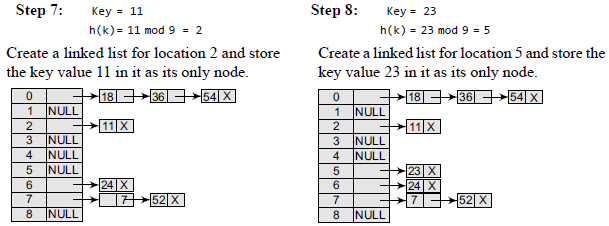 Step 7: Key = 11
h(k)= 11 mod 9 = 2
Create a linked list for location 2 and store
the key value 11 in it as its only node.
0 18 36 54 X
1 NULL
2 11 X
3 NULL
4 NULL
5 NULL
6 24 X
7 7 52 X
8 NULL
Step 8: Key = 23
h(k) = 23 mod 9 = 5
Create a linked list for location 5 and store the
key value 23 in it as its only node.
0 18 36 54 X
1 NULL
2 11 X
3 NULL
4 NULL
5 23 X
6 24 X
7 7 52 X
8 NULL